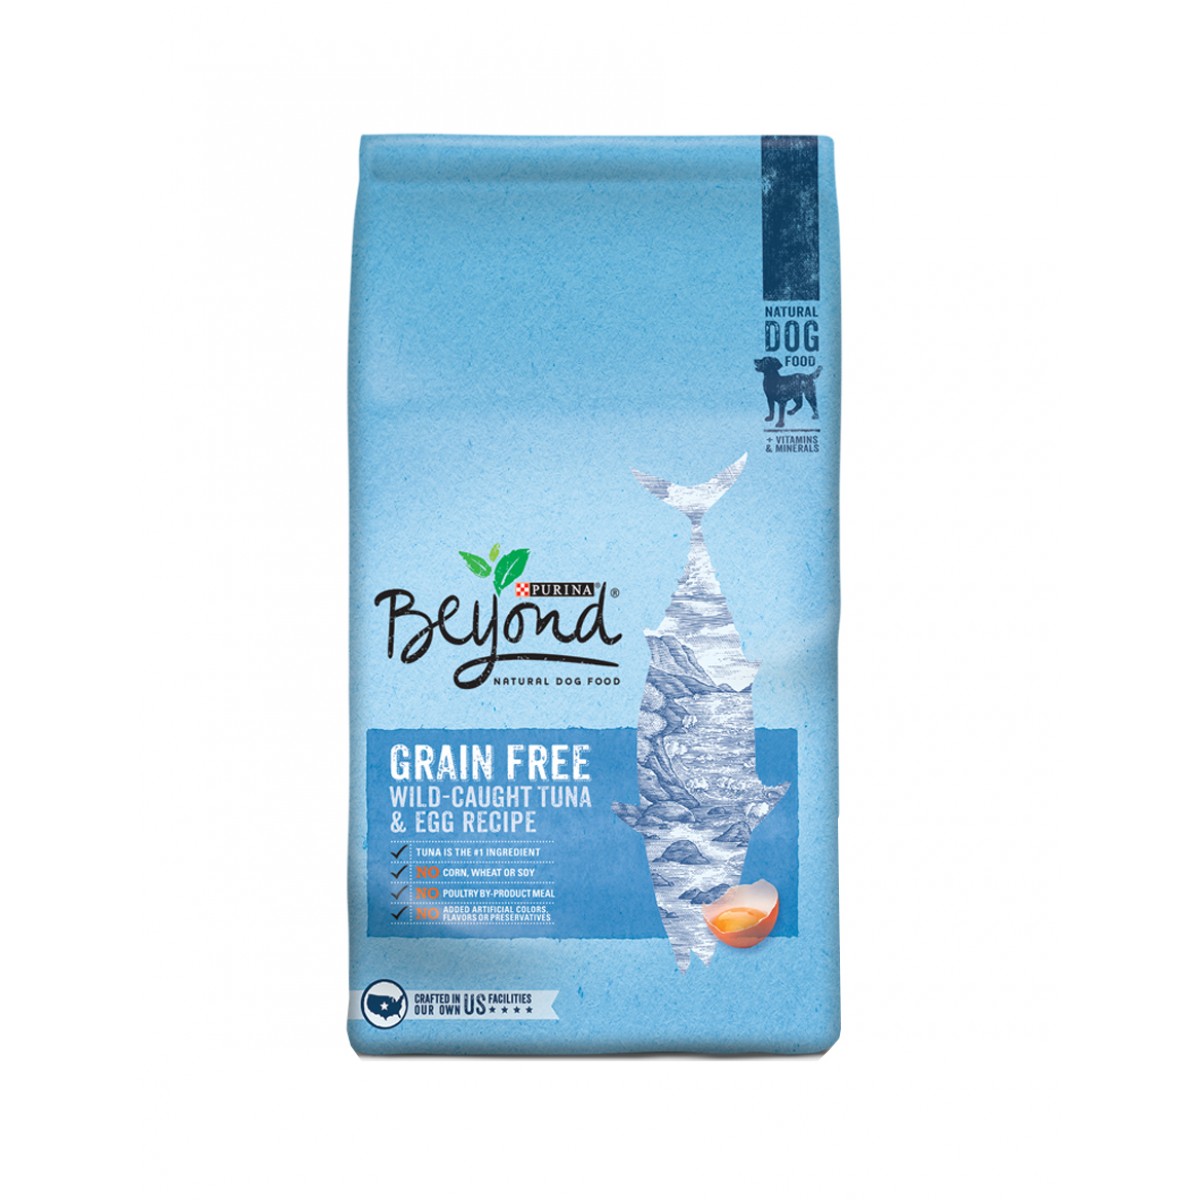 NATURAL
DOG
FOOD
+ VITAMINS
& MINERALS
PURINA®
Beyond®
NATURAL DOG FOOD
GRAIN FREE
WILD-CAUGHT TUNA
& EGG RECIPE
TUNA IS THE #1 INGREDIENT
NO CORN, WHEAT OR SOY
NO POULTRY BY-PRODUCT MEAL
NO ADDED ARTIFICIAL COLORS,
FLAVORS OR PRESERVATIVES
CRAFTED IN
OUR OWN US FACILITIES